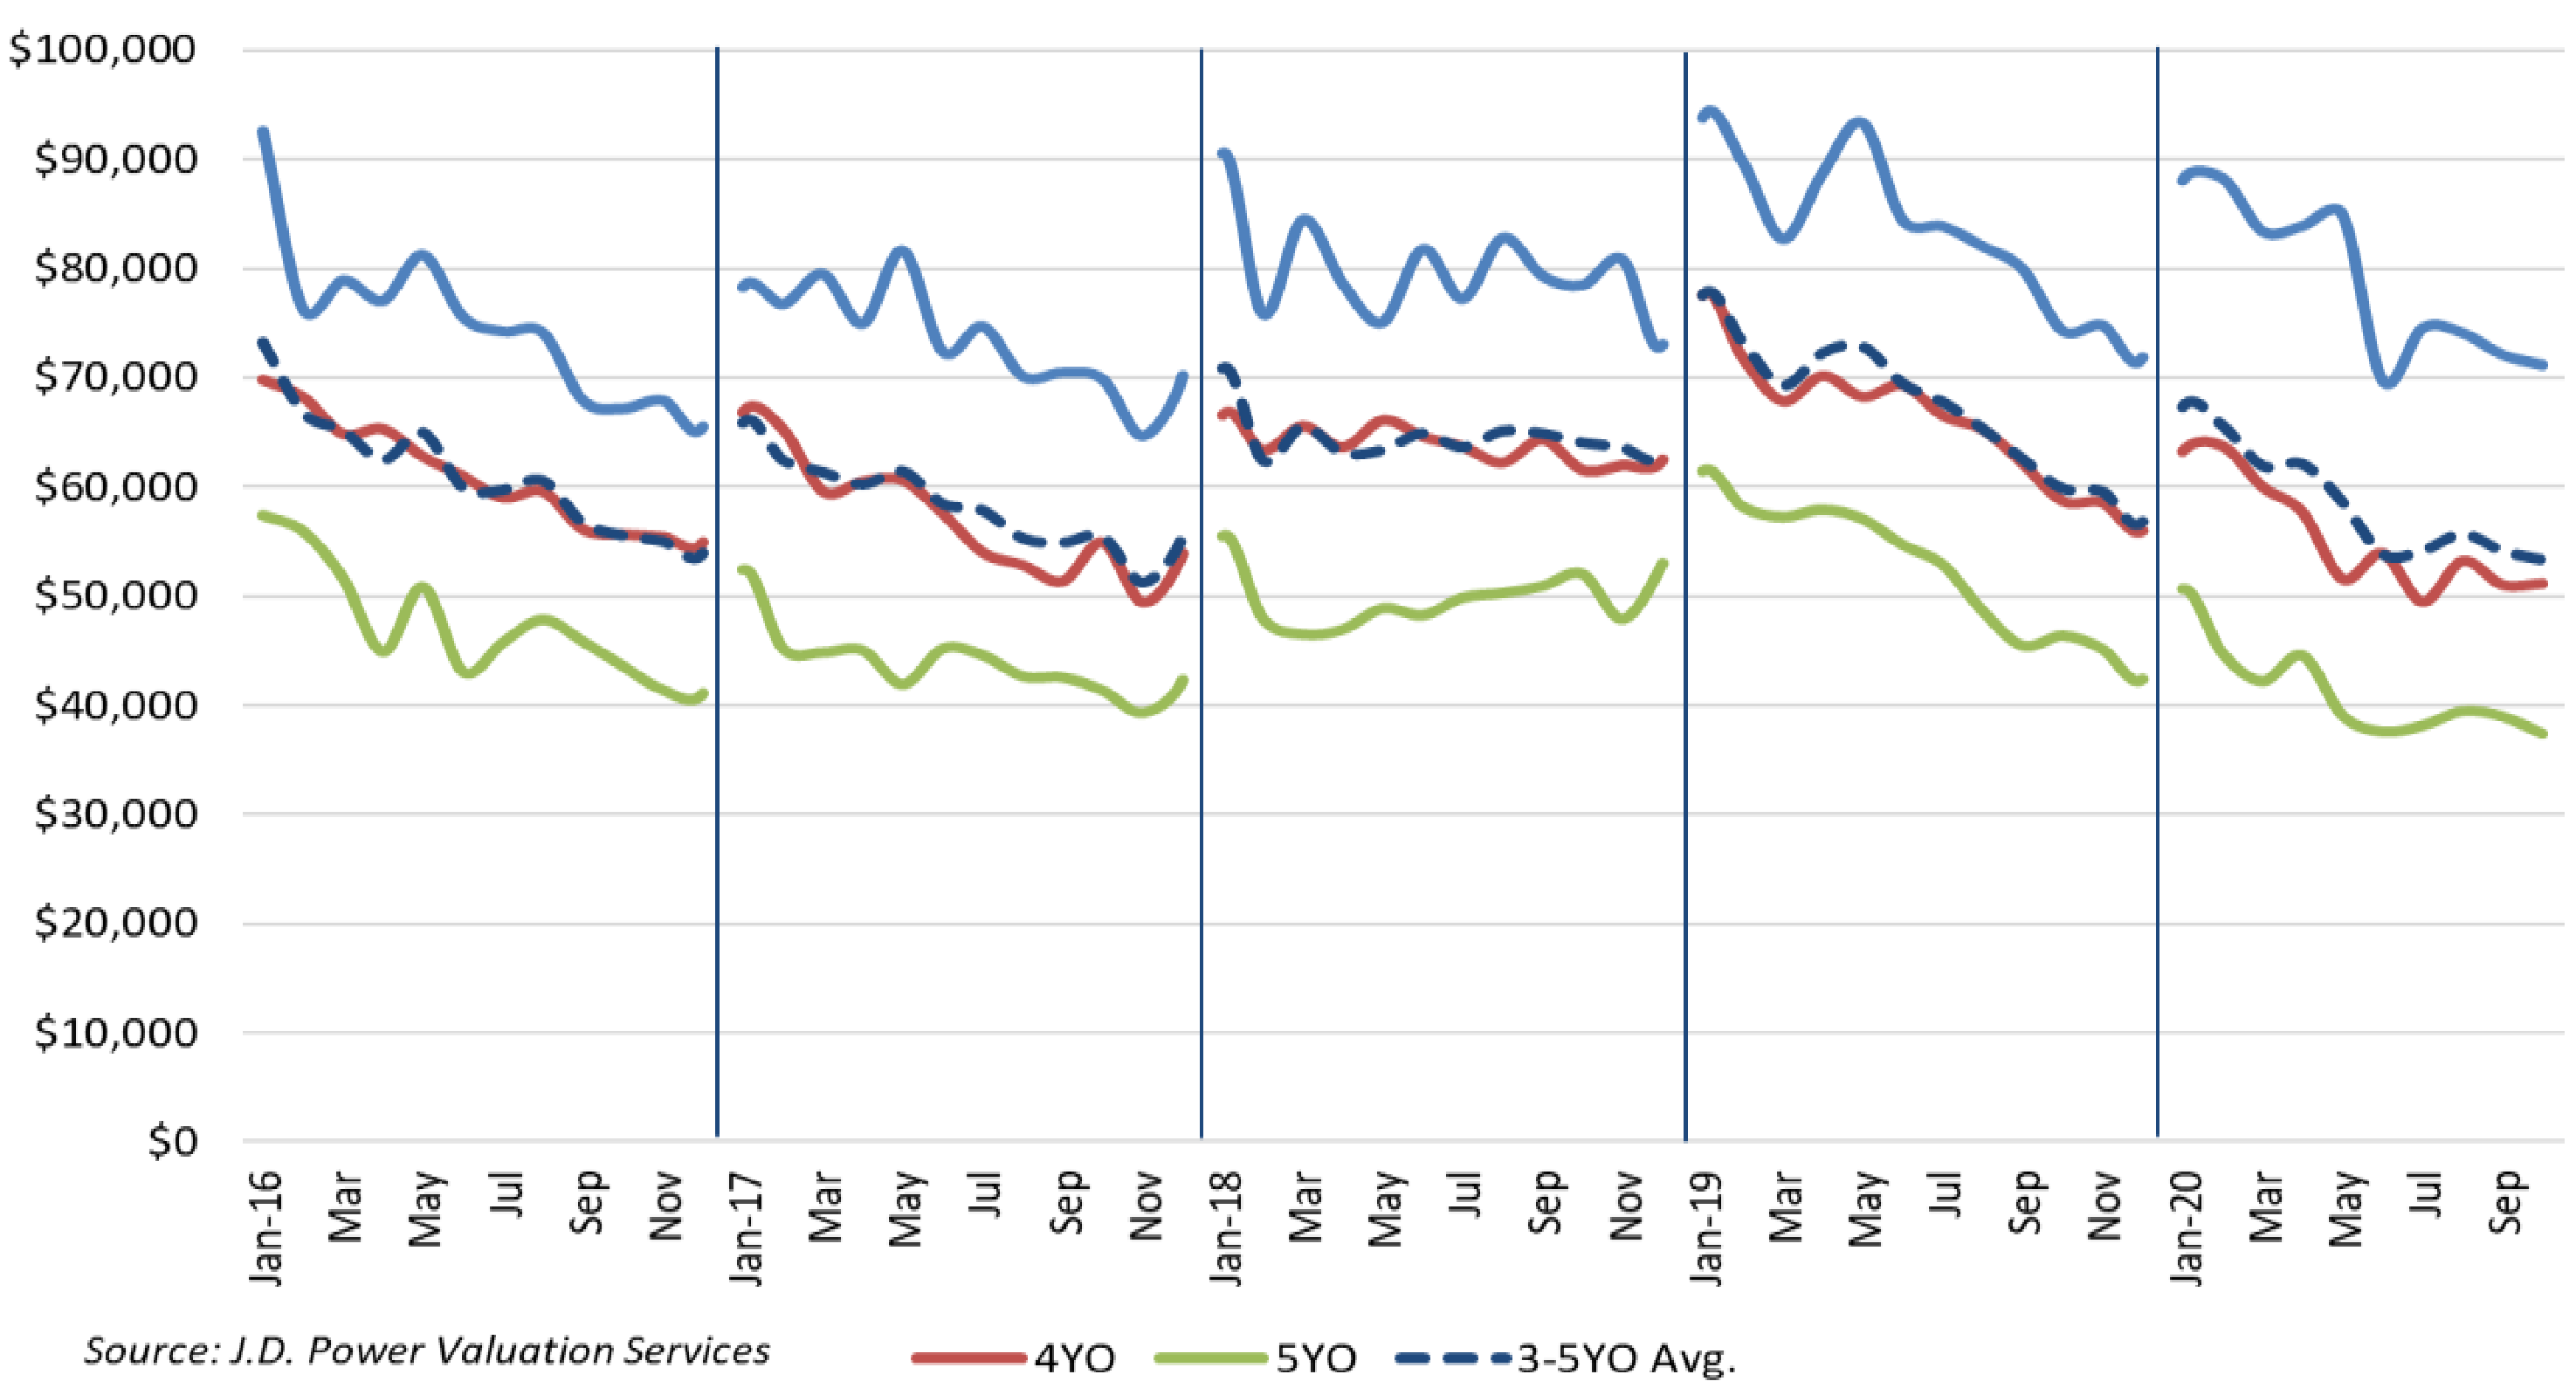 $100,000
$90,000
$80,000
$70,000
$60,000
$50,000
$40,000
$30,000
$20,000
$10,000
$0
Jan-16
Mar
May
Jul
Sep
Nov
Jan-17
Mar
May
Jul
Sep
Nov
Jan-18
Mar
May
Jul
Sep
Nov
Jan-19
Mar
May
Jul
Sep
Nov
Jan-20
Mar
May
Jul
Sep
Source: J.D. Power Valuation Services
4YO
5YO
3-5YO Avg.